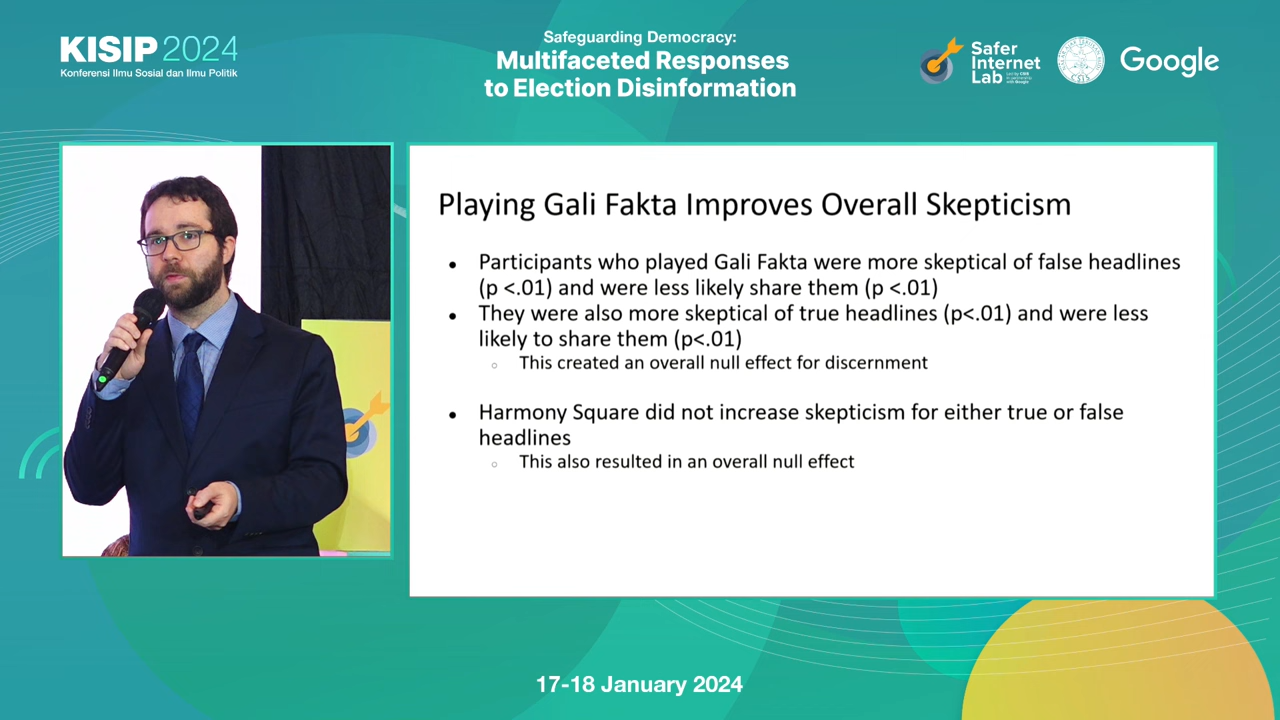 KISIP 2024
Konferensi Ilmu Sosial dan Ilmu Politik
Safeguarding Democracy:
Multifaceted Responses
to Election Disinformation
Safer
Internet
Lab
CSIS
Google
Playing Gali Fakta Improves Overall Skepticism
Participants who played Gali Fakta were more skeptical of false headlines
(p <.01) and were less likely share them (p <.01)
They were also more skeptical of true headlines (p<.01) and were less
likely to share them (p<.01)
This created an overall null effect for discernment
Harmony Square did not increase skepticism for either true or false
headlines
This also resulted in an overall null effect
17-18 January 2024